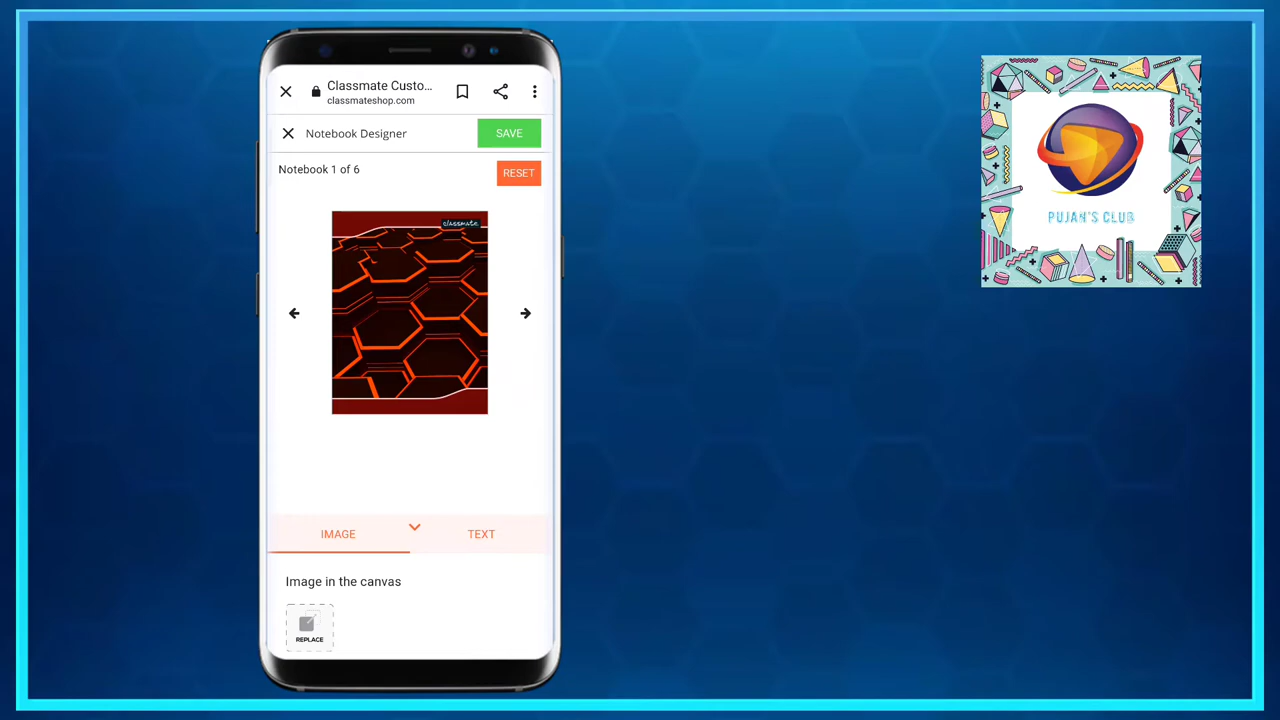 Classmate Custo...
classmateshop.com
Notebook Designer
SAVE
Notebook 1 of 6
RESET
classmate
IMAGE
TEXT
Image in the canvas
REPLACE
PUJAN'S CLUB